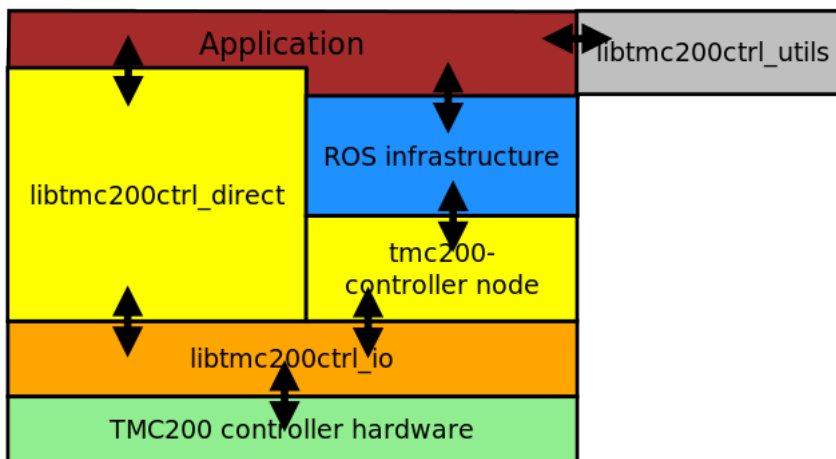 Application
libtmc200ctrl_utils
ROS infrastructure
libtmc200ctrl_direct
tmc200-
controller node
libtmc200ctrl_io
TMC200 controller hardware